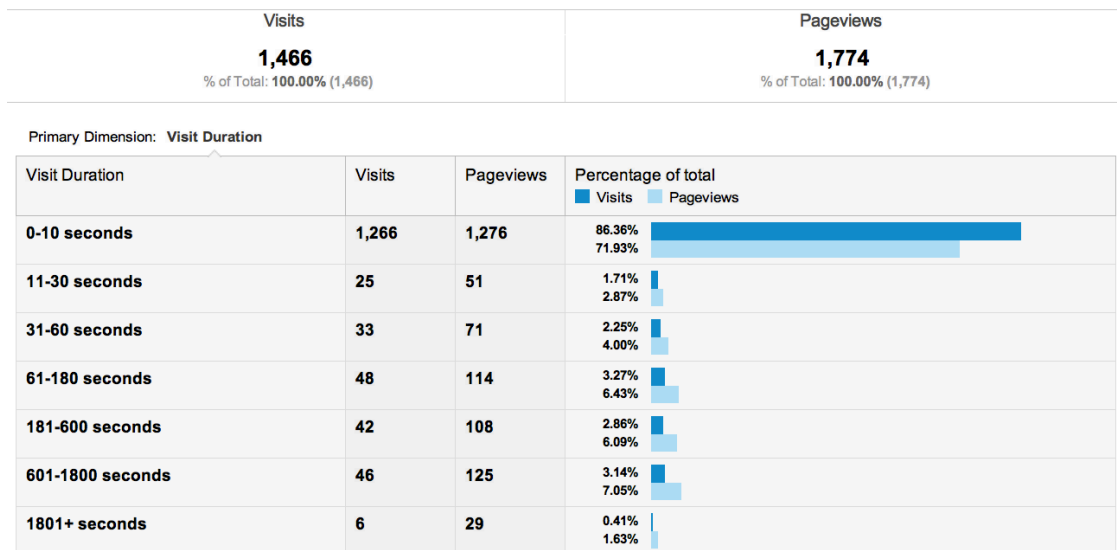 Visits Pageviews
1,466 1,774
% of Total: 100.00% (1,466) % of Total: 100.00% (1,774)
Primary Dimension: Visit Duration
Visit Duration Visits Pageviews Percentage of total
Visits Pageviews
0-10 seconds 1,266 1,276 86.36%
71.93%
11-30 seconds 25 51 1.71%
2.87%
31-60 seconds 33 71 2.25%
4.00%
61-180 seconds 48 114 3.27%
6.43%
181-600 seconds 42 108 2.86%
6.09%
601-1800 seconds 46 125 3.14%
7.05%
1801+ seconds 6 29 0.41%
1.63%